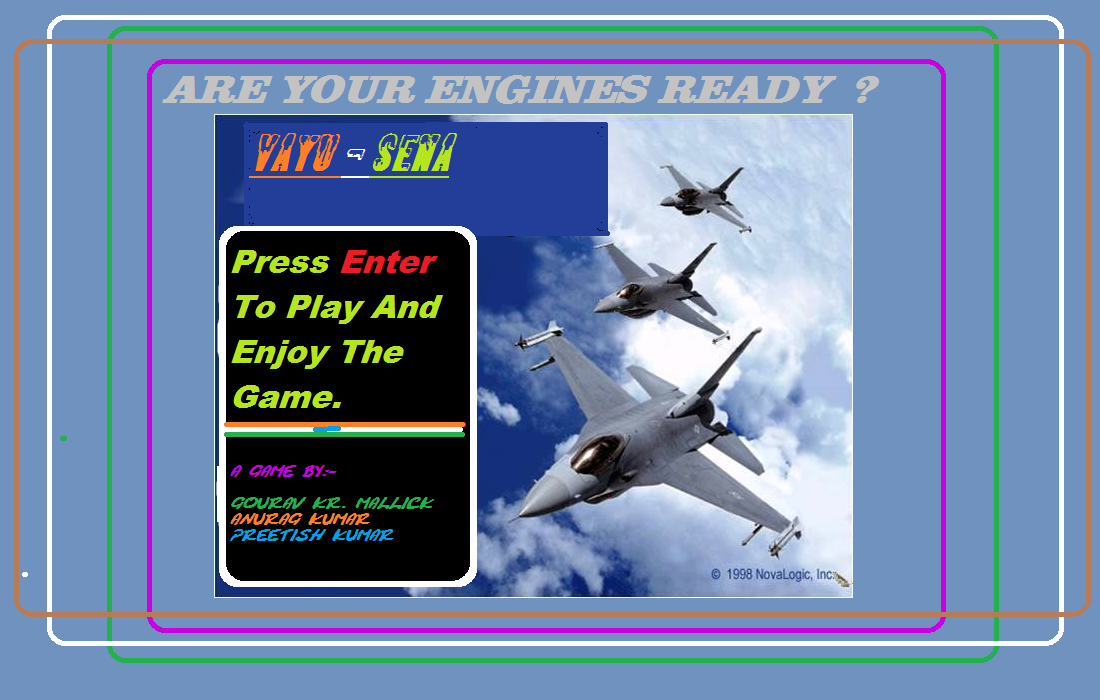 ARE YOUR ENGINES READY ?
VAYU - SENA
Press Enter
To Play And
Enjoy The
Game.
A GAME BY:-
GOURAV KR. MALLICK
ANURAG KUMAR
PREETISH KUMAR
© 1998 NovaLogic, Inc.